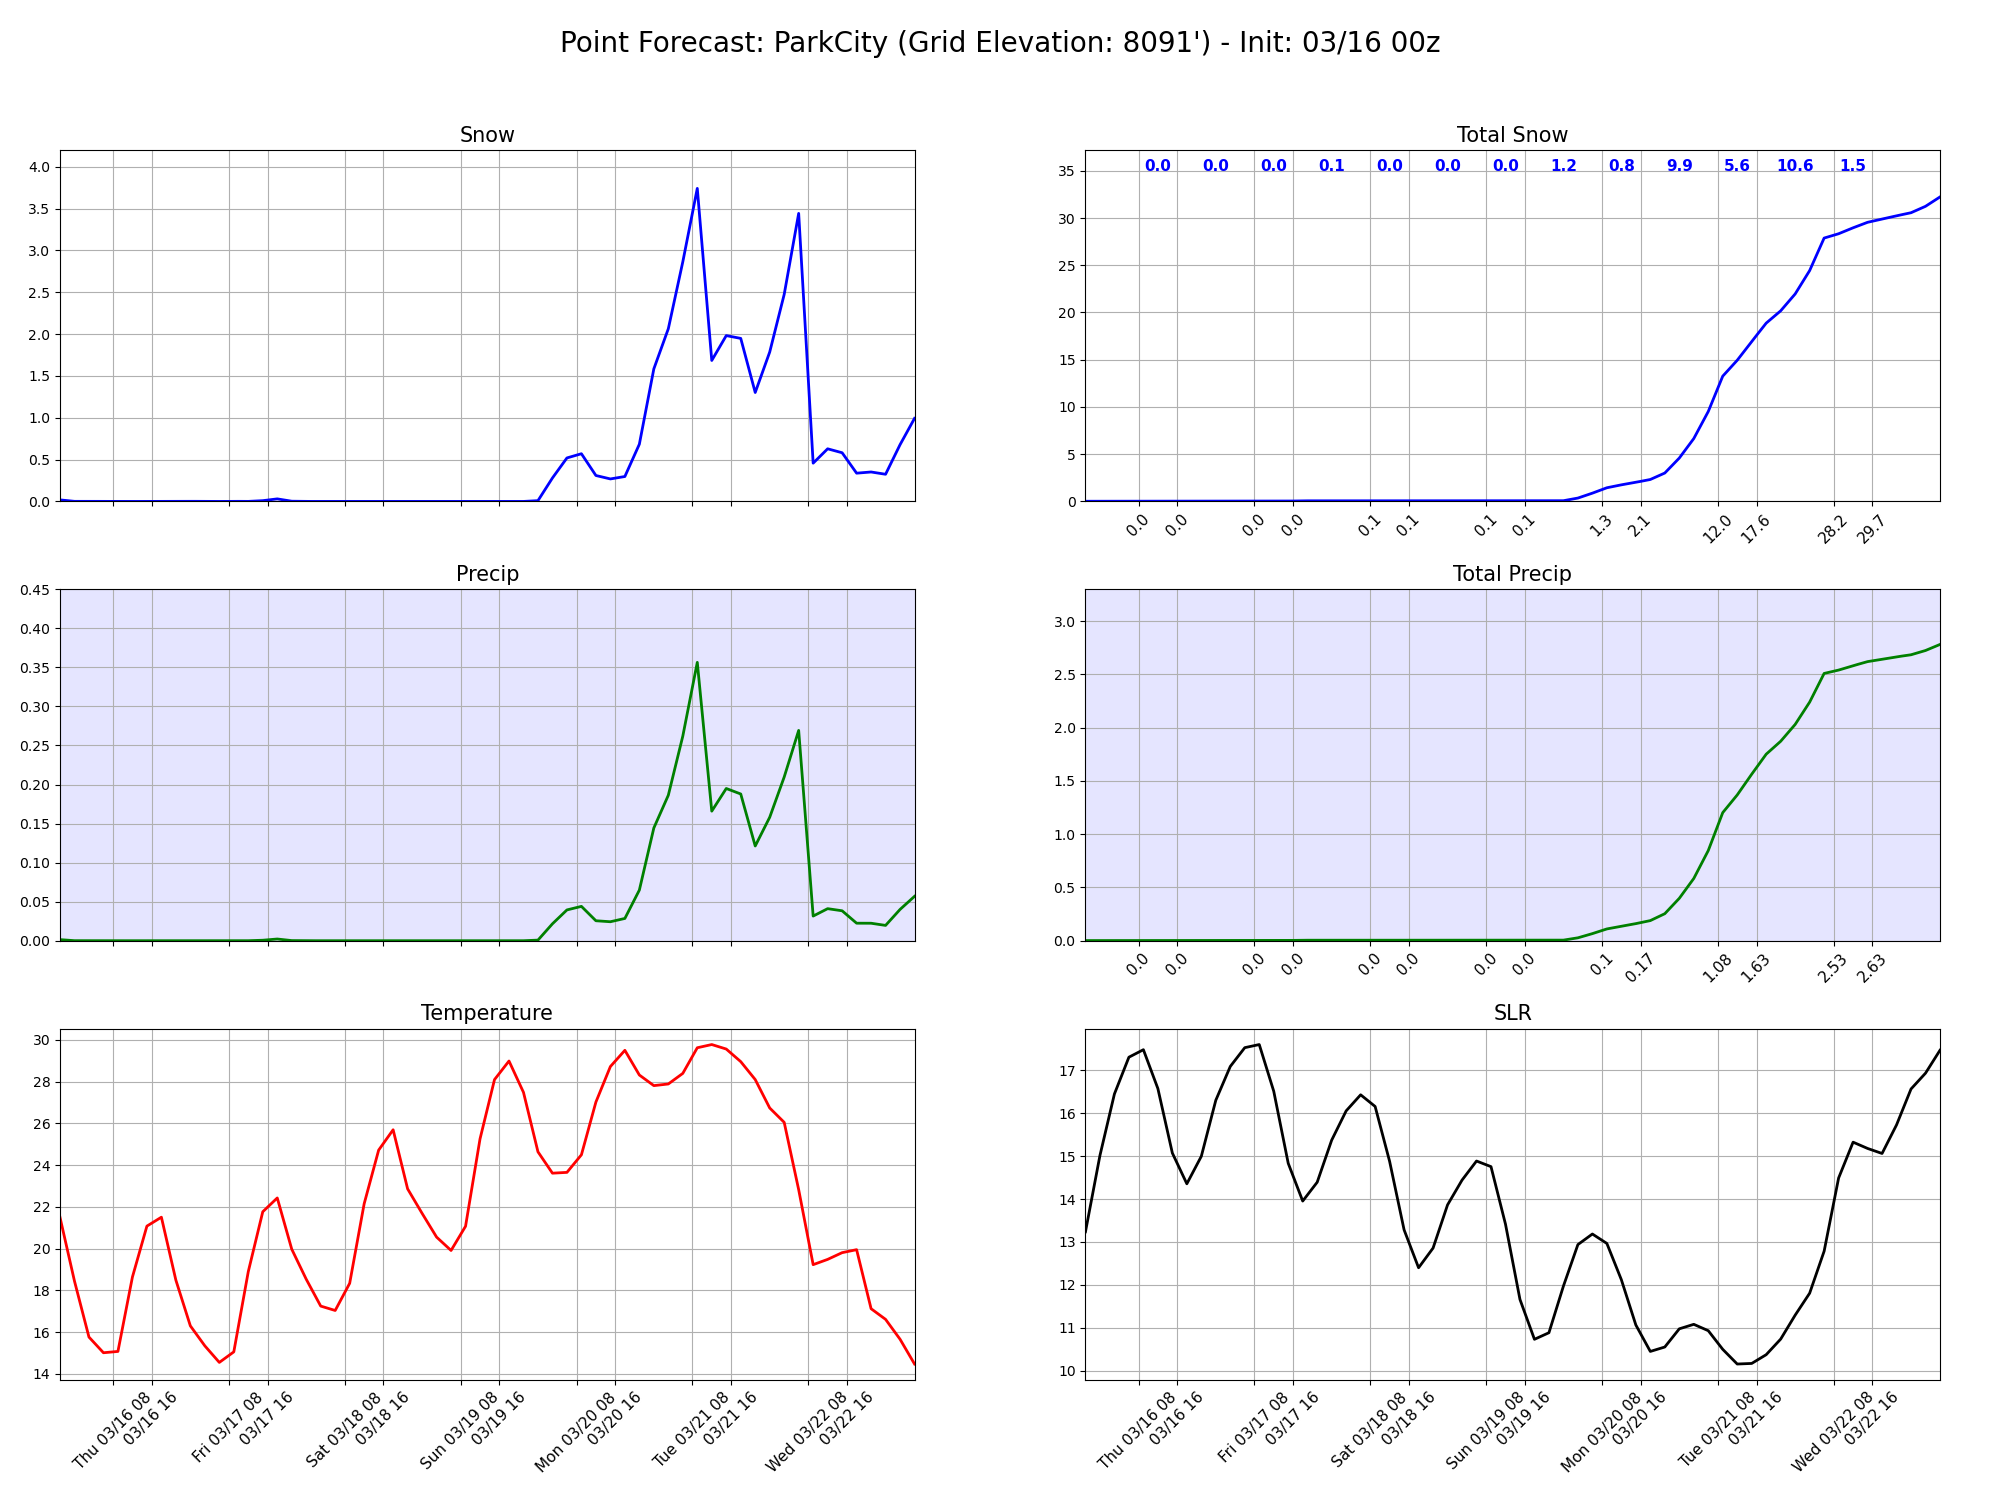 Point Forecast: ParkCity (Grid Elevation: 8091') - Init: 03/16 00z
Snow
4.0
3.5
3.0
2.5
2.0
1.5
1.0
0.5
0.0
Total Snow
0.0 0.0 0.0 0.1 0.0 0.0 0.0 1.2 0.8 9.9 5.6 10.6 1.5
35
30
25
20
15
10
5
0
0.0 0.0 0.0 0.0 0.1 0.1 0.1 0.1 1.3 2.1 12.0 17.6 28.2 29.7
Precip
0.45
0.40
0.35
0.30
0.25
0.20
0.15
0.10
0.05
0.00
Total Precip
3.0
2.5
2.0
1.5
1.0
0.5
0.0
0.0 0.0 0.0 0.0 0.0 0.0 0.0 0.0 0.1 0.17 1.08 1.63 2.53 2.63
Temperature
30
28
26
24
22
20
18
16
14
Thu 03/16 08
03/16 16
Fri 03/17 08
03/17 16
Sat 03/18 08
03/18 16
Sun 03/19 08
03/19 16
Mon 03/20 08
03/20 16
Tue 03/21 08
03/21 16
Wed 03/22 08
03/22 16
SLR
17
16
15
14
13
12
11
10
Thu 03/16 08
03/16 16
Fri 03/17 08
03/17 16
Sat 03/18 08
03/18 16
Sun 03/19 08
03/19 16
Mon 03/20 08
03/20 16
Tue 03/21 08
03/21 16
Wed 03/22 08
03/22 16